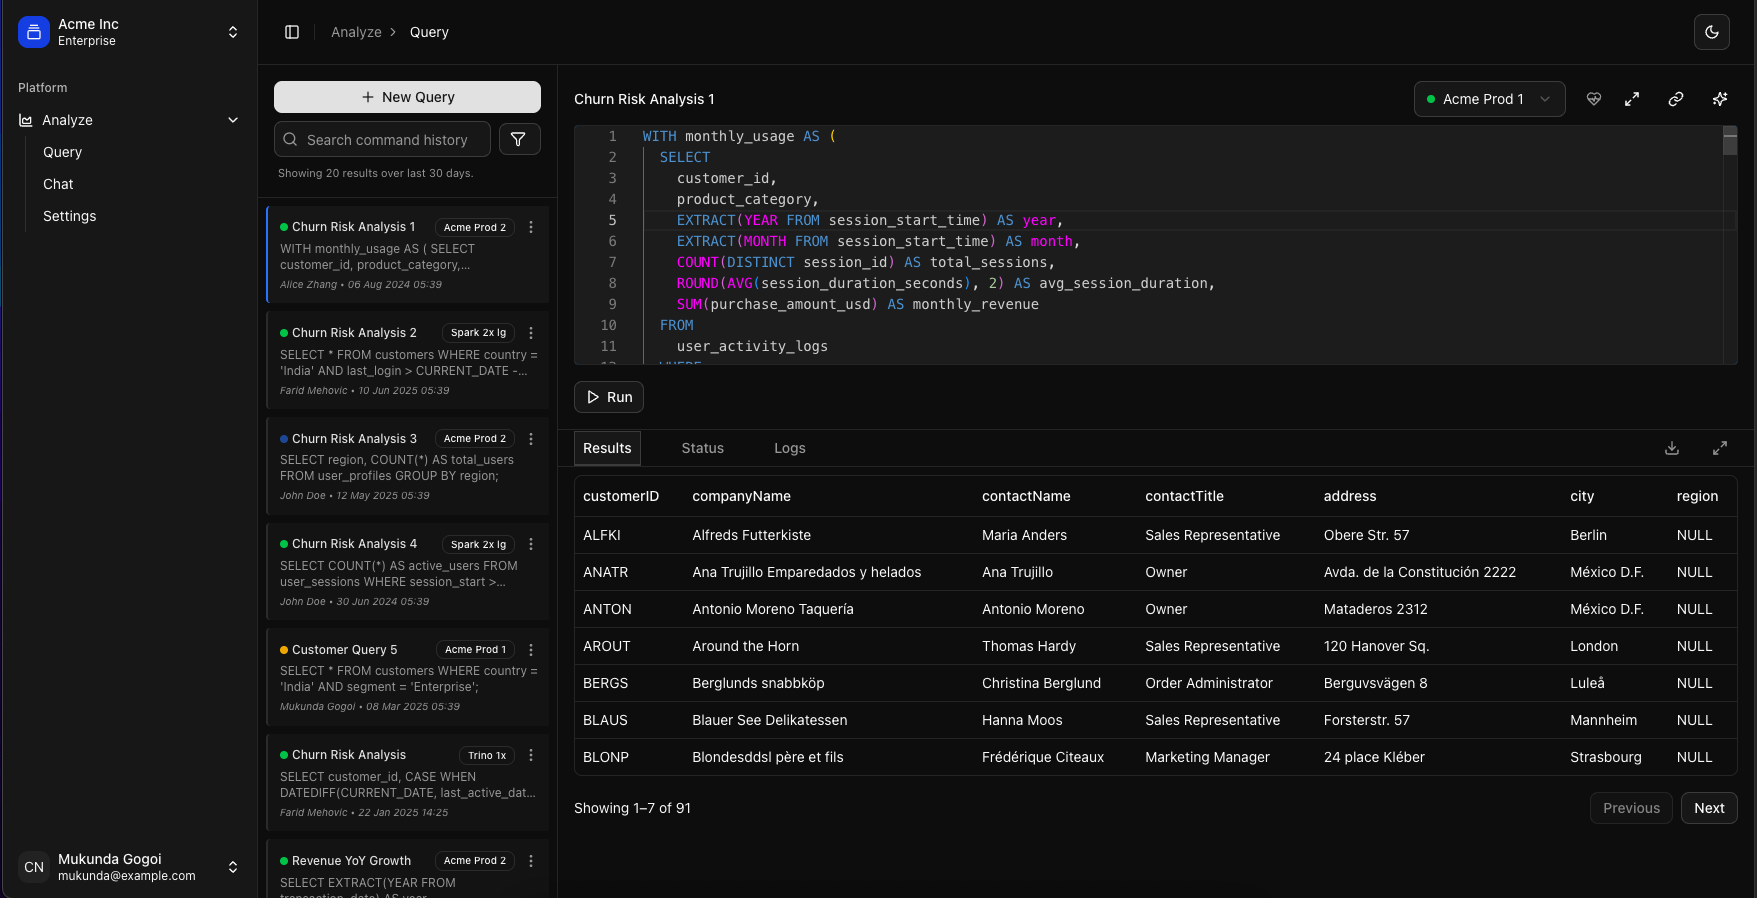 Acme Inc
Enterprise
Platform
Analyze
Query
Chat
Settings
CN
Mukunda Gogoi
mukunda@example.com
Analyze > Query
+ New Query
Search command history
Showing 20 results over last 30 days.
Churn Risk Analysis 1 Acme Prod 2
WITH monthly_usage AS ( SELECT
customer_id, product_category,...
Alice Zhang • 06 Aug 2024 05:39
Churn Risk Analysis 2 Spark 2x lg
SELECT * FROM customers WHERE country =
'India' AND last_login > CURRENT_DATE -...
Farid Mehovic • 10 Jun 2025 05:39
Churn Risk Analysis 3 Acme Prod 2
SELECT region, COUNT(*) AS total_users
FROM user_profiles GROUP BY region;
John Doe • 12 May 2025 05:39
Churn Risk Analysis 4 Spark 2x lg
SELECT COUNT(*) AS active_users FROM
user_sessions WHERE session_start >...
John Doe • 30 Jun 2024 05:39
Customer Query 5 Acme Prod 1
SELECT * FROM customers WHERE country =
'India' AND segment = 'Enterprise';
Mukunda Gogoi • 08 Mar 2025 05:39
Churn Risk Analysis Trino 1x
SELECT customer_id, CASE WHEN
DATEDIFF(CURRENT_DATE, last_active_dat...
Farid Mehovic • 22 Jan 2025 14:25
Revenue YoY Growth Acme Prod 2
SELECT EXTRACT(YEAR FROM
transaction_date) AS year
Churn Risk Analysis 1
Acme Prod 1
1 WITH monthly_usage AS (
2 SELECT
3 customer_id,
4 product_category,
5 EXTRACT(YEAR FROM session_start_time) AS year,
6 EXTRACT(MONTH FROM session_start_time) AS month,
7 COUNT(DISTINCT session_id) AS total_sessions,
8 ROUND(AVG(session_duration_seconds), 2) AS avg_session_duration,
9 SUM(purchase_amount_usd) AS monthly_revenue
10 FROM
11 user_activity_logs
12 WHERE
Run
Results Status Logs
customerID companyName contactName contactTitle address city region
ALFKI Alfreds Futterkiste Maria Anders Sales Representative Obere Str. 57 Berlin NULL
ANATR Ana Trujillo Emparedados y helados Ana Trujillo Owner Avda. de la Constitución 2222 México D.F. NULL
ANTON Antonio Moreno Taquería Antonio Moreno Owner Mataderos 2312 México D.F. NULL
AROUT Around the Horn Thomas Hardy Sales Representative 120 Hanover Sq. London NULL
BERGS Berglunds snabbköp Christina Berglund Order Administrator Berguvsvägen 8 Luleå NULL
BLAUS Blauer See Delikatessen Hanna Moos Sales Representative Forsterstr. 57 Mannheim NULL
BLONP Blondesddsl père et fils Frédérique Citeaux Marketing Manager 24 place Kléber Strasbourg NULL
Showing 1–7 of 91
Previous Next